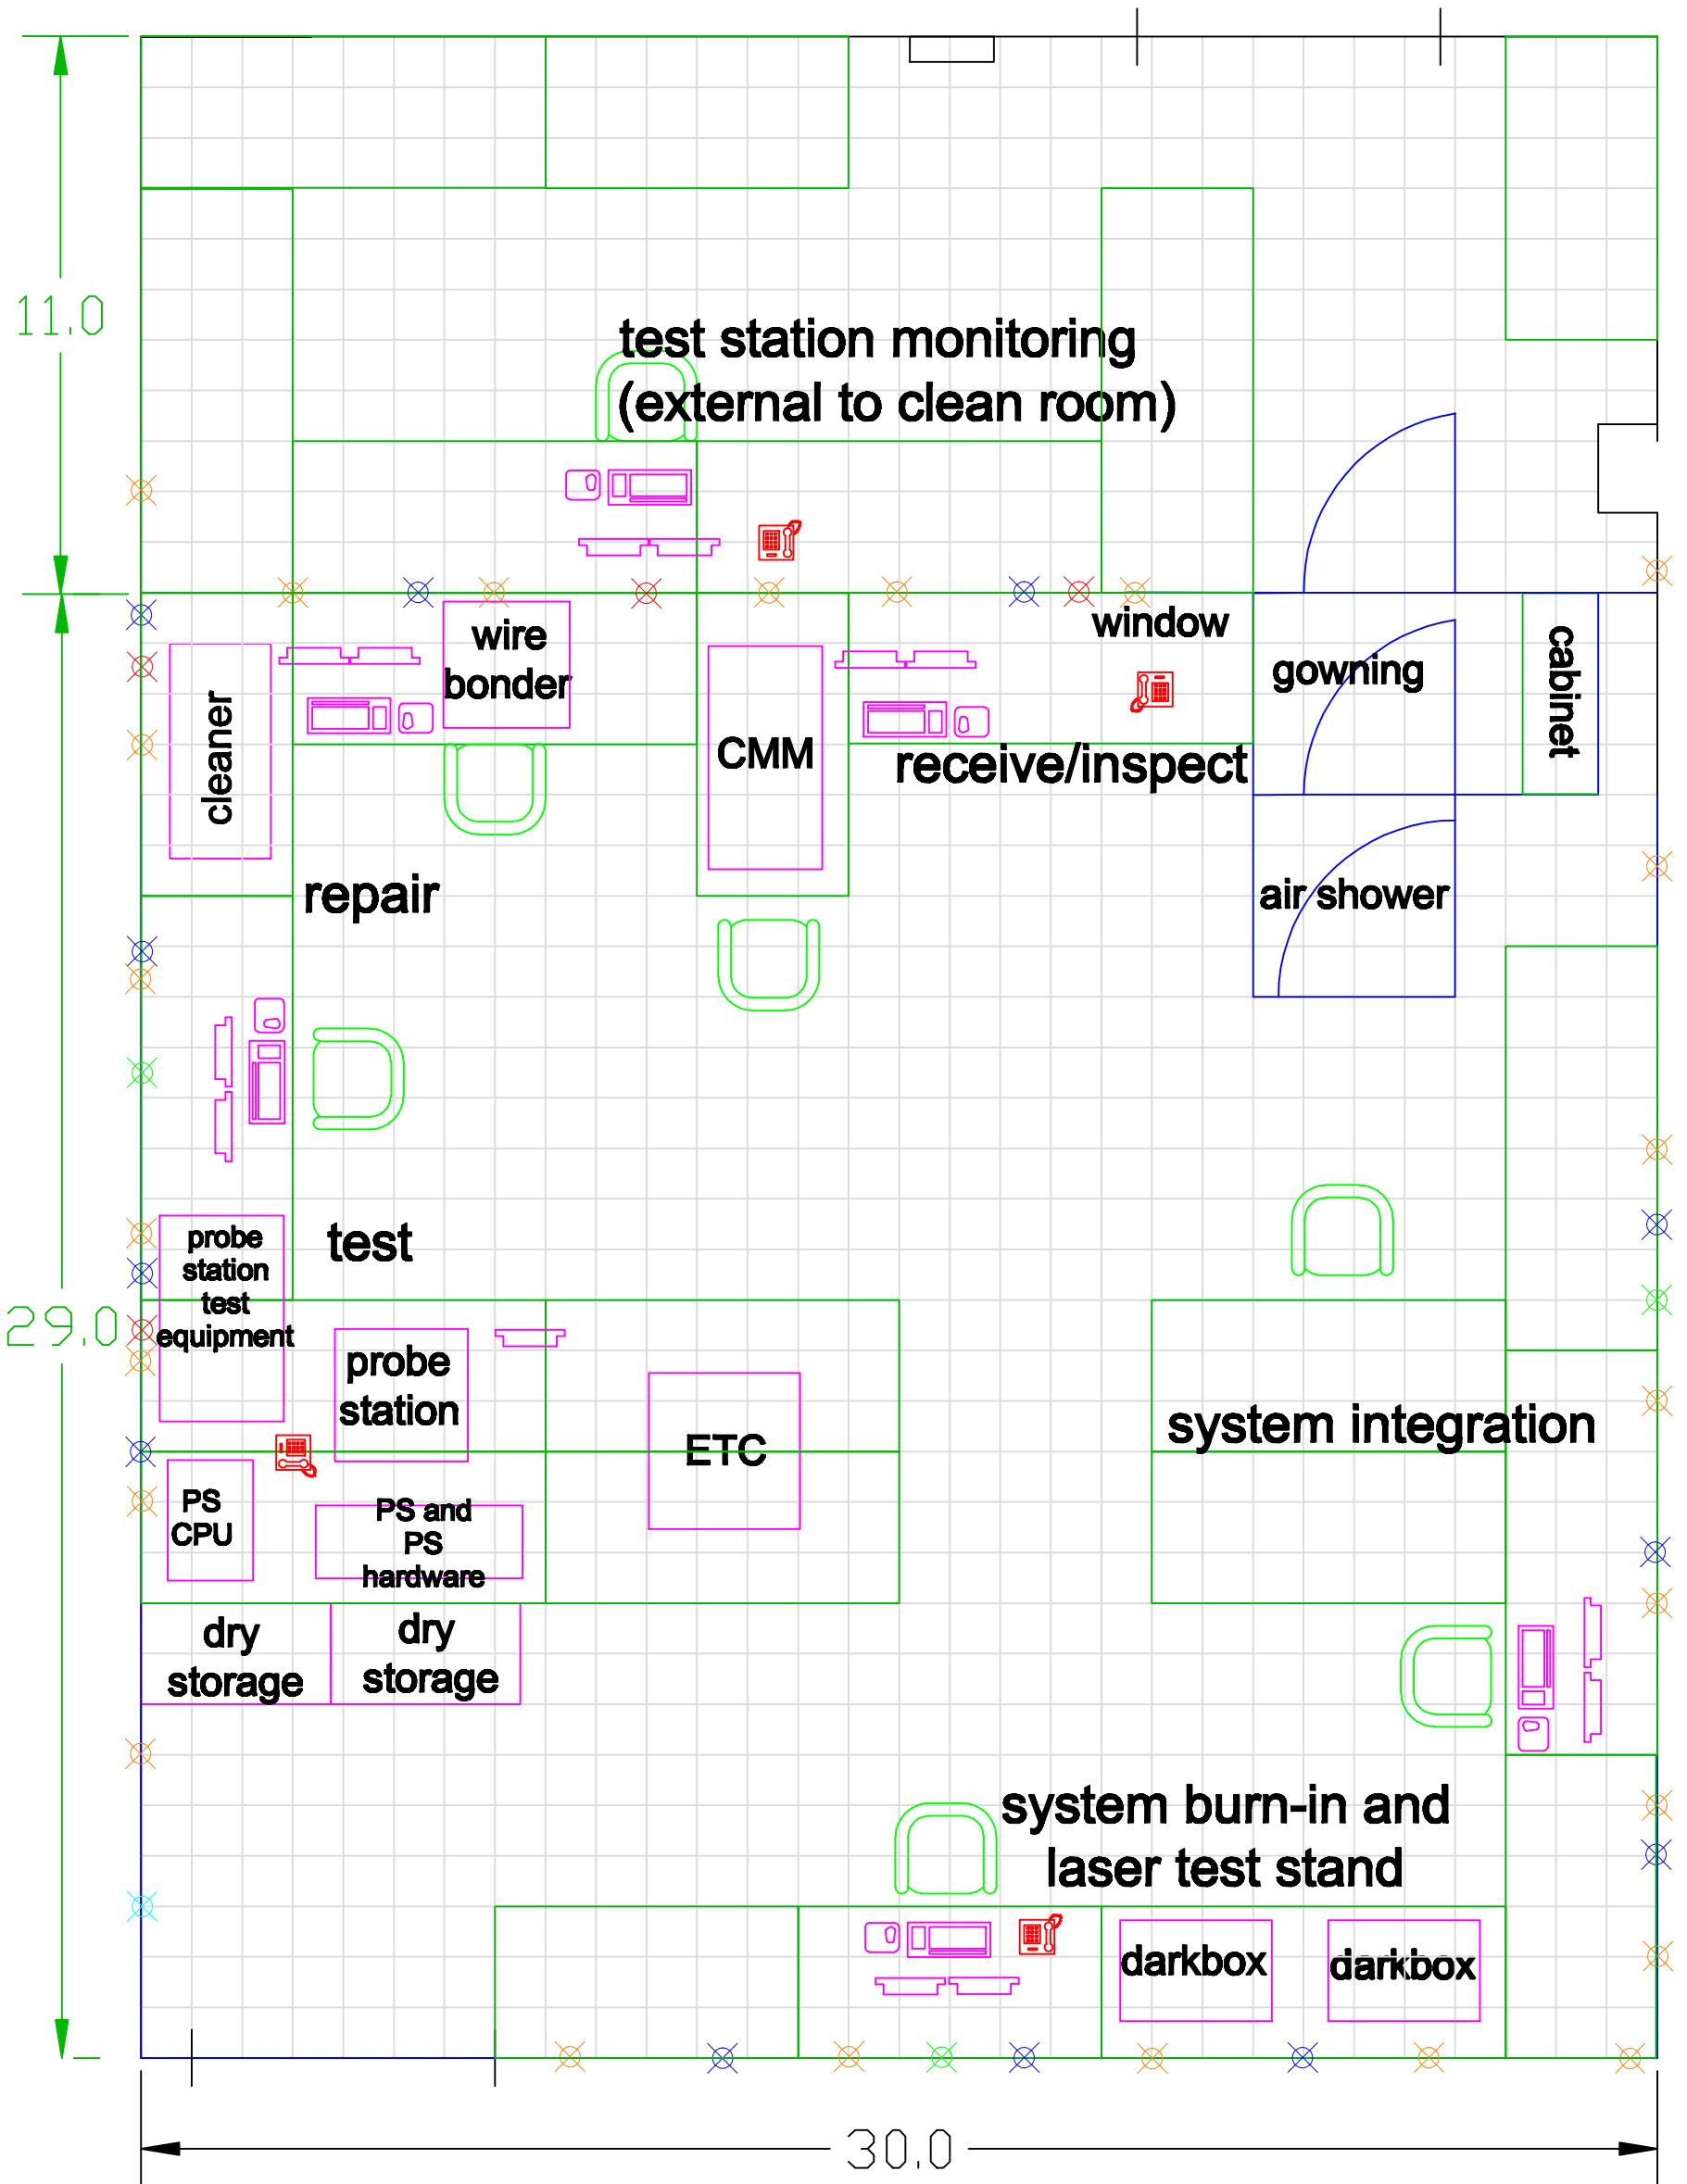 11.0
test station monitoring
(external to clean room)
window
wire
bonder
cleaner
CMM
receive/inspect
gowning
cabinet
repair
air shower
test
probe
station
test
equipment
29.0
probe
station
ETC
system integration
PS
CPU
PS and
PS
hardware
dry
storage
dry
storage
system burn-in and
laser test stand
darkbox
darkbox
30.0